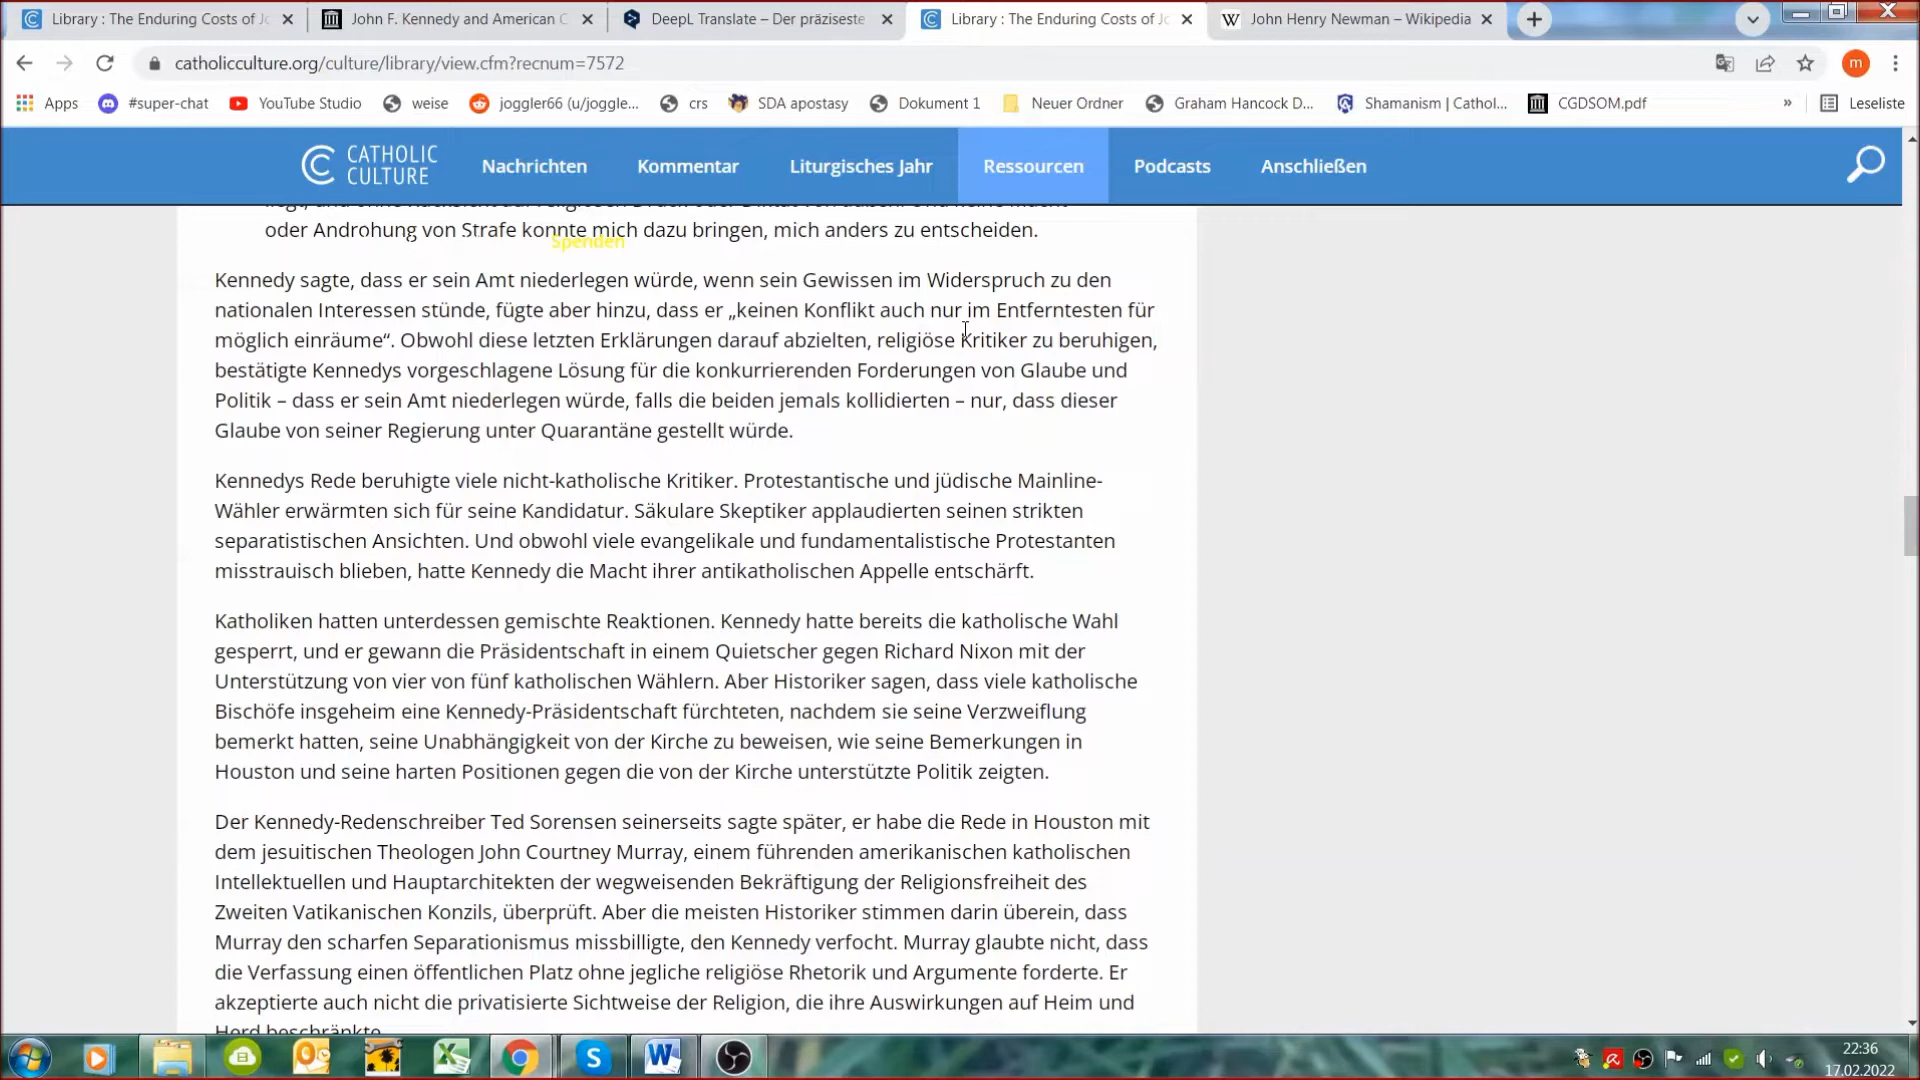 Library : The Enduring Costs of Jo
John F. Kennedy and American C
DeepL Translate – Der präziseste
Library : The Enduring Costs of Jo
John Henry Newman – Wikipedia
catholicculture.org/culture/library/view.cfm?recnum=7572
m
Apps
#super-chat
YouTube Studio
weise
joggler66 (u/joggle...
crs
SDA apostasy
Dokument 1
Neuer Ordner
Graham Hancock D...
Shamanism | Cathol...
CGDSOM.pdf
»
Leseliste
CATHOLIC
CULTURE
Nachrichten
Kommentar
Liturgisches Jahr
Ressourcen
Podcasts
Anschließen
oder Androhung von Strafe konnte mich dazu bringen, mich anders zu entscheiden.
Spenden
Kennedy sagte, dass er sein Amt niederlegen würde, wenn sein Gewissen im Widerspruch zu den
nationalen Interessen stünde, fügte aber hinzu, dass er „keinen Konflikt auch nur im Entferntesten für
möglich einräume“. Obwohl diese letzten Erklärungen darauf abzielten, religiöse Kritiker zu beruhigen,
bestätigte Kennedys vorgeschlagene Lösung für die konkurrierenden Forderungen von Glaube und
Politik – dass er sein Amt niederlegen würde, falls die beiden jemals kollidierten – nur, dass dieser
Glaube von seiner Regierung unter Quarantäne gestellt würde.
Kennedys Rede beruhigte viele nicht-katholische Kritiker. Protestantische und jüdische Mainline-
Wähler erwärmten sich für seine Kandidatur. Säkulare Skeptiker applaudierten seinen strikten
separatistischen Ansichten. Und obwohl viele evangelikale und fundamentalistische Protestanten
misstrauisch blieben, hatte Kennedy die Macht ihrer antikatholischen Appelle entschärft.
Katholiken hatten unterdessen gemischte Reaktionen. Kennedy hatte bereits die katholische Wahl
gesperrt, und er gewann die Präsidentschaft in einem Quietscher gegen Richard Nixon mit der
Unterstützung von vier von fünf katholischen Wählern. Aber Historiker sagen, dass viele katholische
Bischöfe insgeheim eine Kennedy-Präsidentschaft fürchteten, nachdem sie seine Verzweiflung
bemerkt hatten, seine Unabhängigkeit von der Kirche zu beweisen, wie seine Bemerkungen in
Houston und seine harten Positionen gegen die von der Kirche unterstützte Politik zeigten.
Der Kennedy-Redenschreiber Ted Sorensen seinerseits sagte später, er habe die Rede in Houston mit
dem jesuitischen Theologen John Courtney Murray, einem führenden amerikanischen katholischen
Intellektuellen und Hauptarchitekten der wegweisenden Bekräftigung der Religionsfreiheit des
Zweiten Vatikanischen Konzils, überprüft. Aber die meisten Historiker stimmen darin überein, dass
Murray den scharfen Separationismus missbilligte, den Kennedy verfocht. Murray glaubte nicht, dass
die Verfassung einen öffentlichen Platz ohne jegliche religiöse Rhetorik und Argumente forderte. Er
akzeptierte auch nicht die privatisierte Sichtweise der Religion, die ihre Auswirkungen auf Heim und
Herd beschränkte.
22:36
17.02.2022